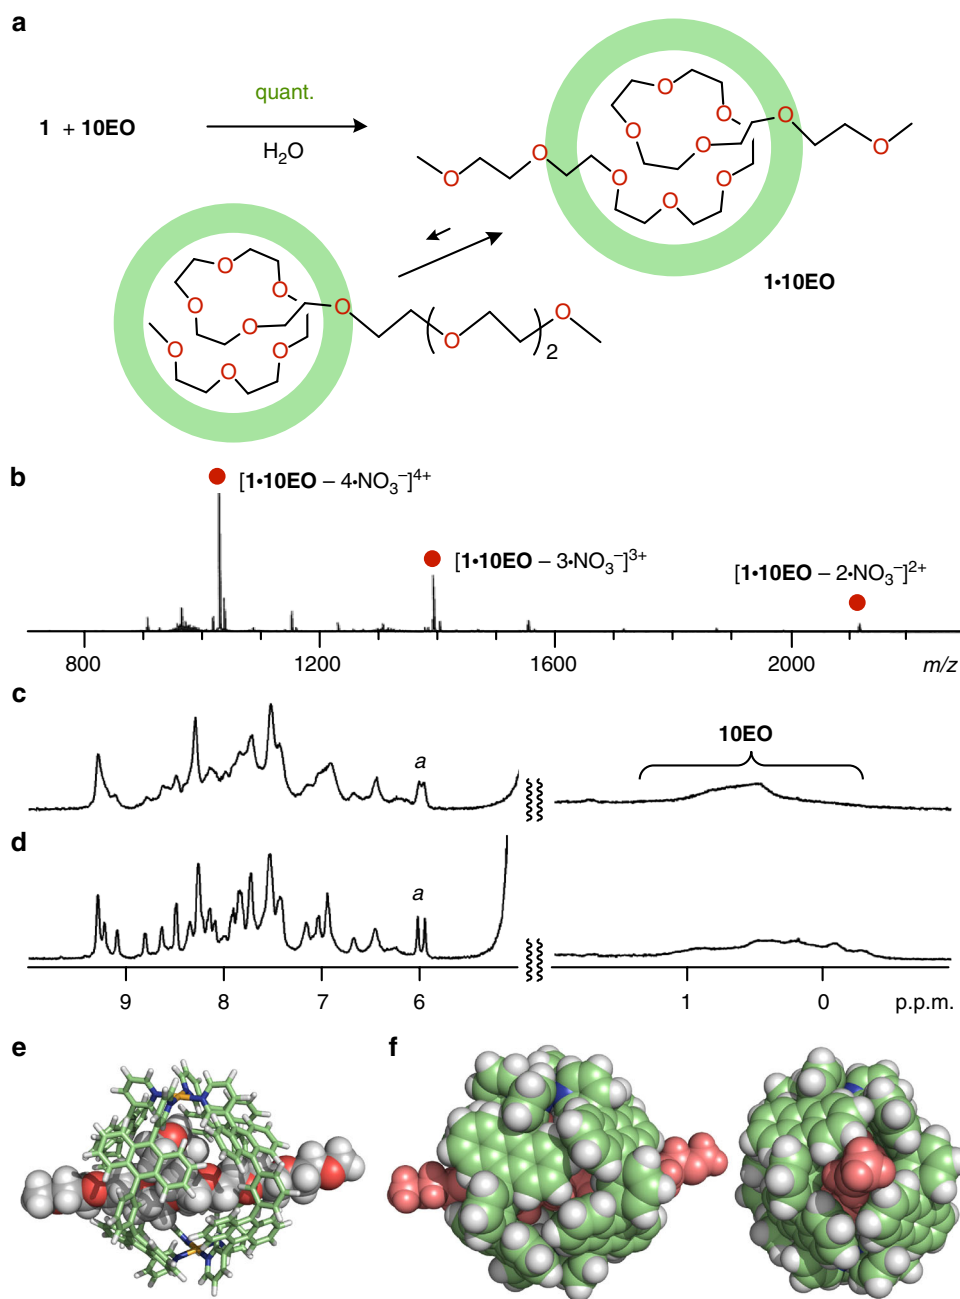 a
quant.
1 + 10EO
H₂O
O O O O O O O O O O O
1•10EO
O O O O O O O O O O
( )₂
b
[1•10EO – 4•NO₃⁻]⁴⁺
[1•10EO – 3•NO₃⁻]³⁺
[1•10EO – 2•NO₃⁻]²⁺
800 1200 1600 2000 m/z
c
10EO
a
d
a
9 8 7 6 1 0 p.p.m.
e f